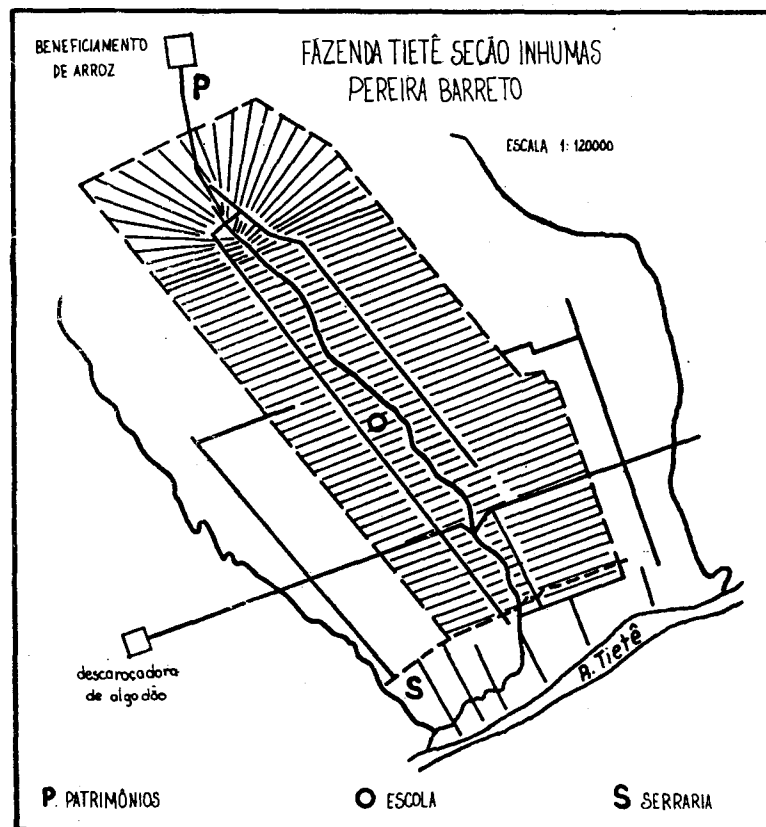 BENEFICIAMENTO
DE ARROZ
P
FAZENDA TIETÊ SEÇÃO INHUMAS
PEREIRA BARRETO
ESCALA 1: 120000
descaroçadora
de algodão
S
R. Tietê
P. PATRIMÔNIOS
O ESCOLA
S SERRARIA